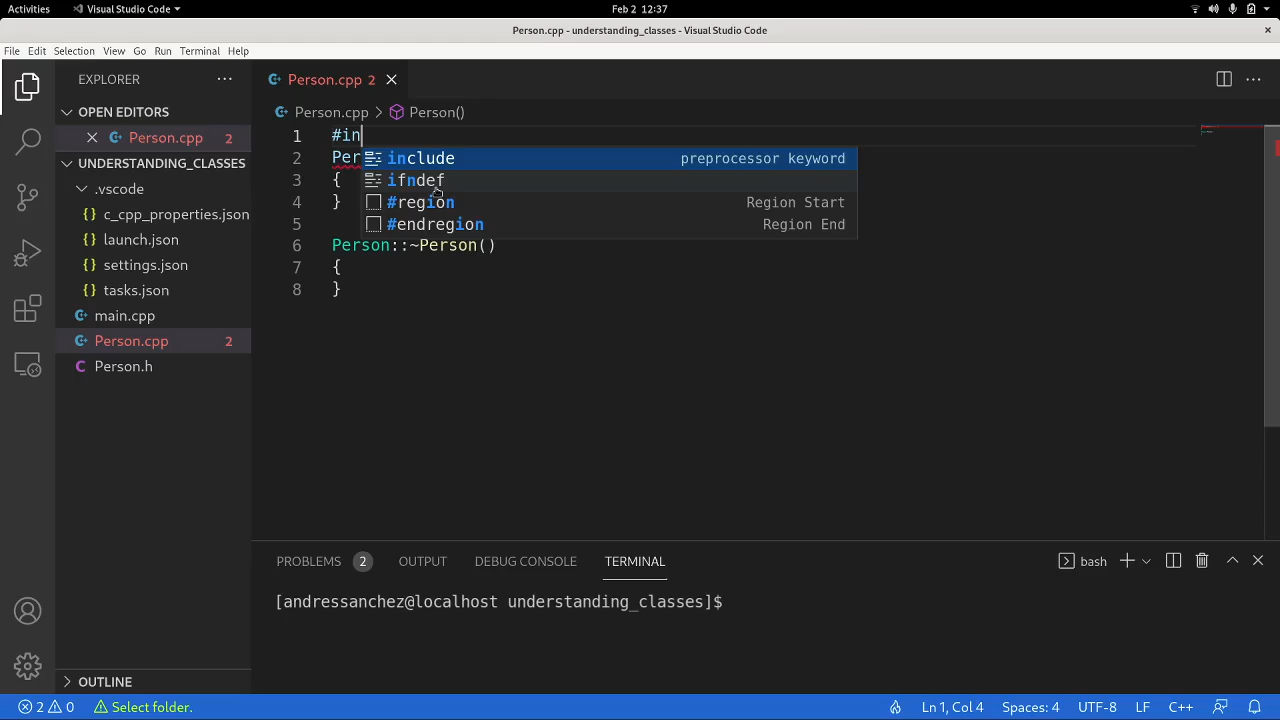 Activities Visual Studio Code Feb 2 12:37
Person.cpp - understanding_classes - Visual Studio Code
File Edit Selection View Go Run Terminal Help
EXPLORER
Person.cpp 2
OPEN EDITORS
Person.cpp > Person()
Person.cpp 2
1 #in
UNDERSTANDING_CLASSES
2 Per
include preprocessor keyword
.vscode
3 {
ifndef
c_cpp_properties.json
4 }
#region Region Start
launch.json
5
#endregion Region End
settings.json
6 Person::~Person()
tasks.json
7 {
main.cpp
8 }
Person.cpp 2
Person.h
PROBLEMS 2 OUTPUT DEBUG CONSOLE TERMINAL bash
[andressanchez@localhost understanding_classes]$
OUTLINE
2 0 Select folder. Ln 1, Col 4 Spaces: 4 UTF-8 LF C++